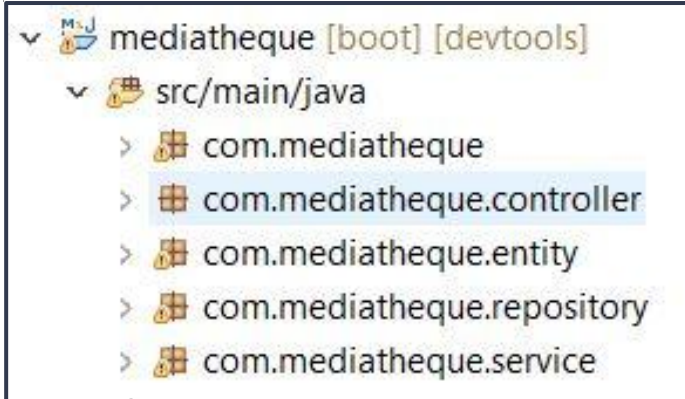 mediatheque [boot] [devtools]
src/main/java
com.mediatheque
com.mediatheque.controller
com.mediatheque.entity
com.mediatheque.repository
com.mediatheque.service